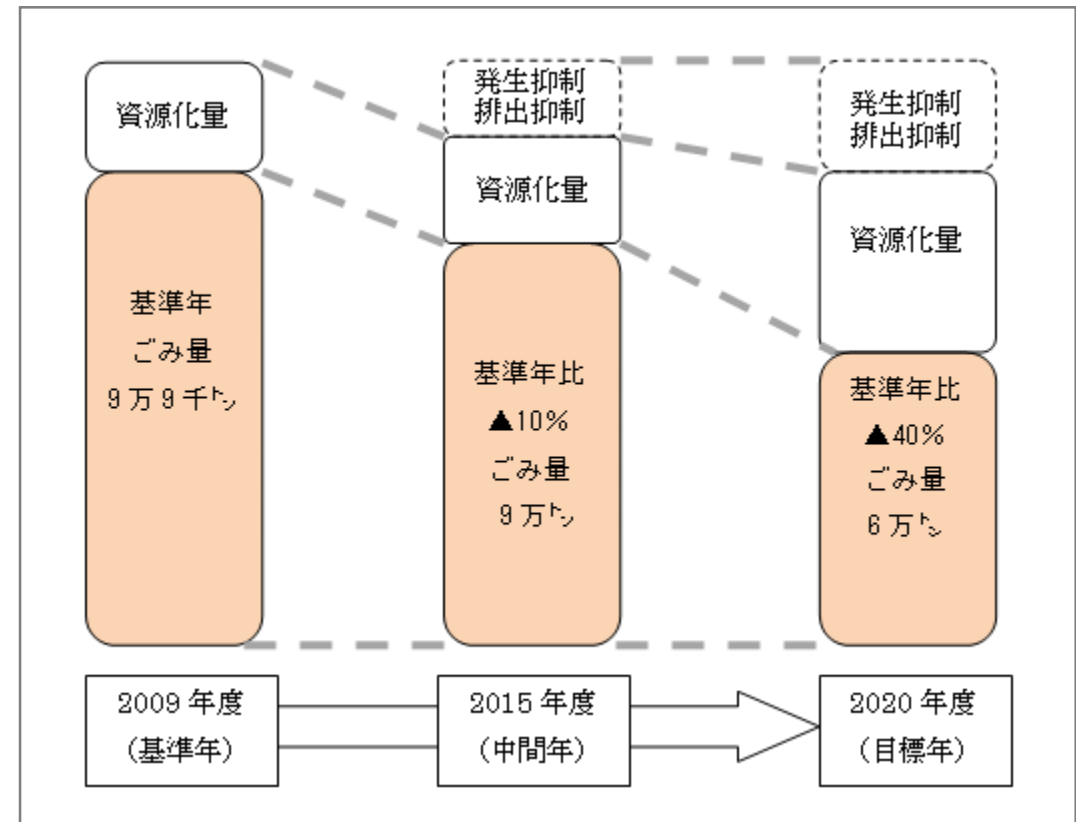 資源化量
基準年
ごみ量
9万9千㌧
発生抑制
排出抑制
資源化量
基準年比
▲10%
ごみ量
9万㌧
発生抑制
排出抑制
資源化量
基準年比
▲40%
ごみ量
6万㌧
2009年度
(基準年)
2015年度
(中間年)
2020年度
(目標年)